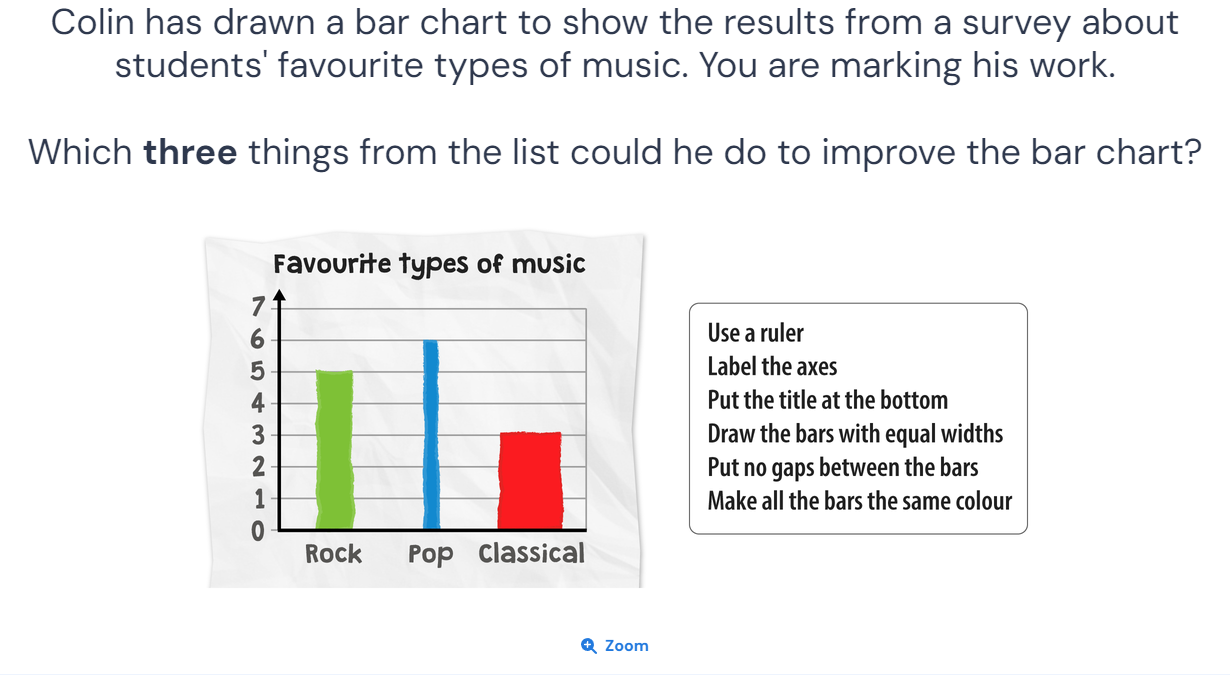 Colin has drawn a bar chart to show the results from a survey about
students' favourite types of music. You are marking his work.
Which three things from the list could he do to improve the bar chart?
Favourite types of music
7
6
5
4
3
2
1
0
Rock Pop Classical
Use a ruler
Label the axes
Put the title at the bottom
Draw the bars with equal widths
Put no gaps between the bars
Make all the bars the same colour
Zoom